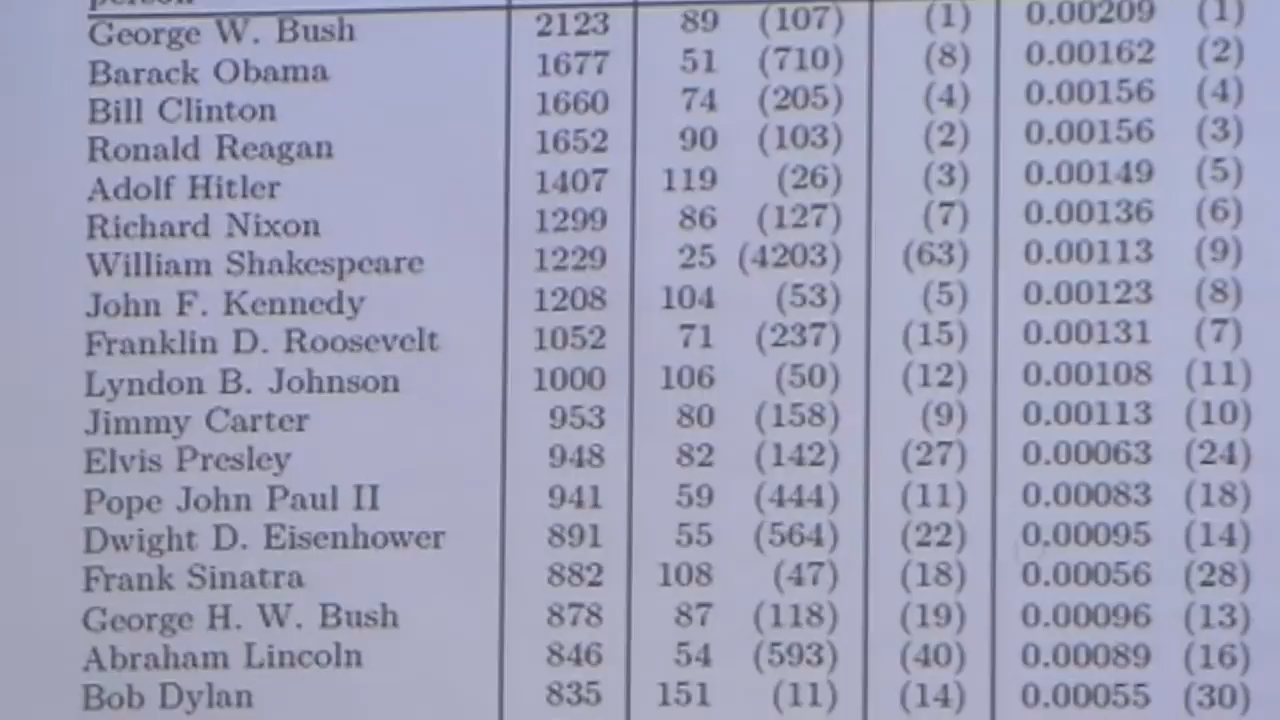 person
George W. Bush 2123 89 (107) (1) 0.00209 (1)
Barack Obama 1677 51 (710) (8) 0.00162 (2)
Bill Clinton 1660 74 (205) (4) 0.00156 (4)
Ronald Reagan 1652 90 (103) (2) 0.00156 (3)
Adolf Hitler 1407 119 (26) (3) 0.00149 (5)
Richard Nixon 1299 86 (127) (7) 0.00136 (6)
William Shakespeare 1229 25 (4203) (63) 0.00113 (9)
John F. Kennedy 1208 104 (53) (5) 0.00123 (8)
Franklin D. Roosevelt 1052 71 (237) (15) 0.00131 (7)
Lyndon B. Johnson 1000 106 (50) (12) 0.00108 (11)
Jimmy Carter 953 80 (158) (9) 0.00113 (10)
Elvis Presley 948 82 (142) (27) 0.00063 (24)
Pope John Paul II 941 59 (444) (11) 0.00083 (18)
Dwight D. Eisenhower 891 55 (564) (22) 0.00095 (14)
Frank Sinatra 882 108 (47) (18) 0.00056 (28)
George H. W. Bush 878 87 (118) (19) 0.00096 (13)
Abraham Lincoln 846 54 (593) (40) 0.00089 (16)
Bob Dylan 835 151 (11) (14) 0.00055 (30)